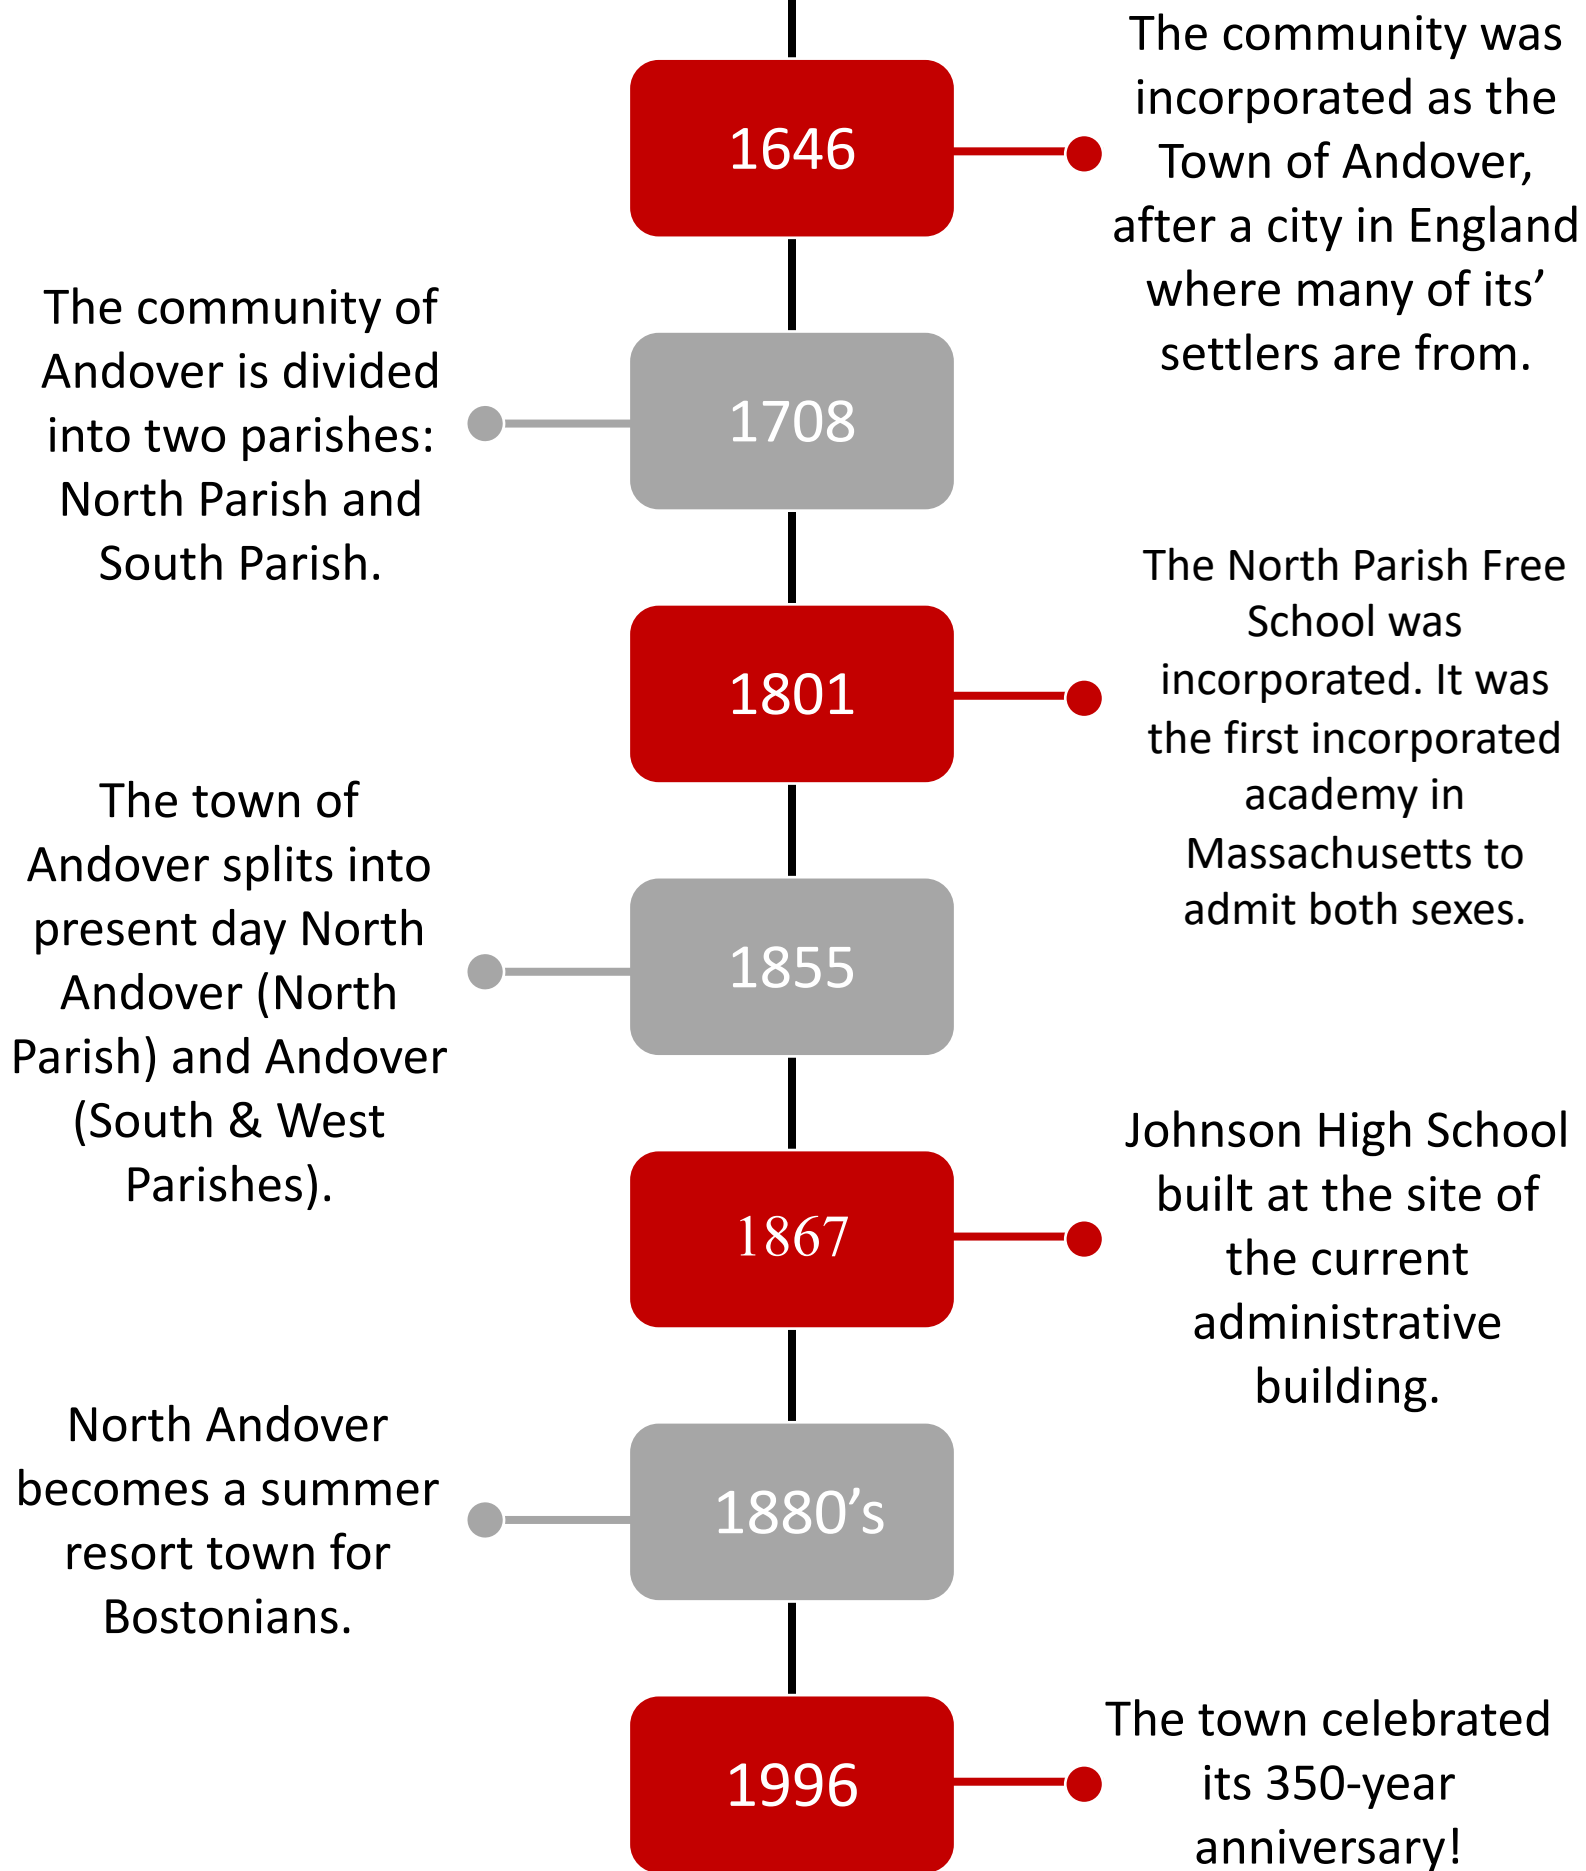 1646
The community was
incorporated as the
Town of Andover,
after a city in England
where many of its’
settlers are from.
1708
The community of
Andover is divided
into two parishes:
North Parish and
South Parish.
1801
The North Parish Free
School was
incorporated. It was
the first incorporated
academy in
Massachusetts to
admit both sexes.
1855
The town of
Andover splits into
present day North
Andover (North
Parish) and Andover
(South & West
Parishes).
1867
Johnson High School
built at the site of
the current
administrative
building.
1880’s
North Andover
becomes a summer
resort town for
Bostonians.
1996
The town celebrated
its 350-year
anniversary!